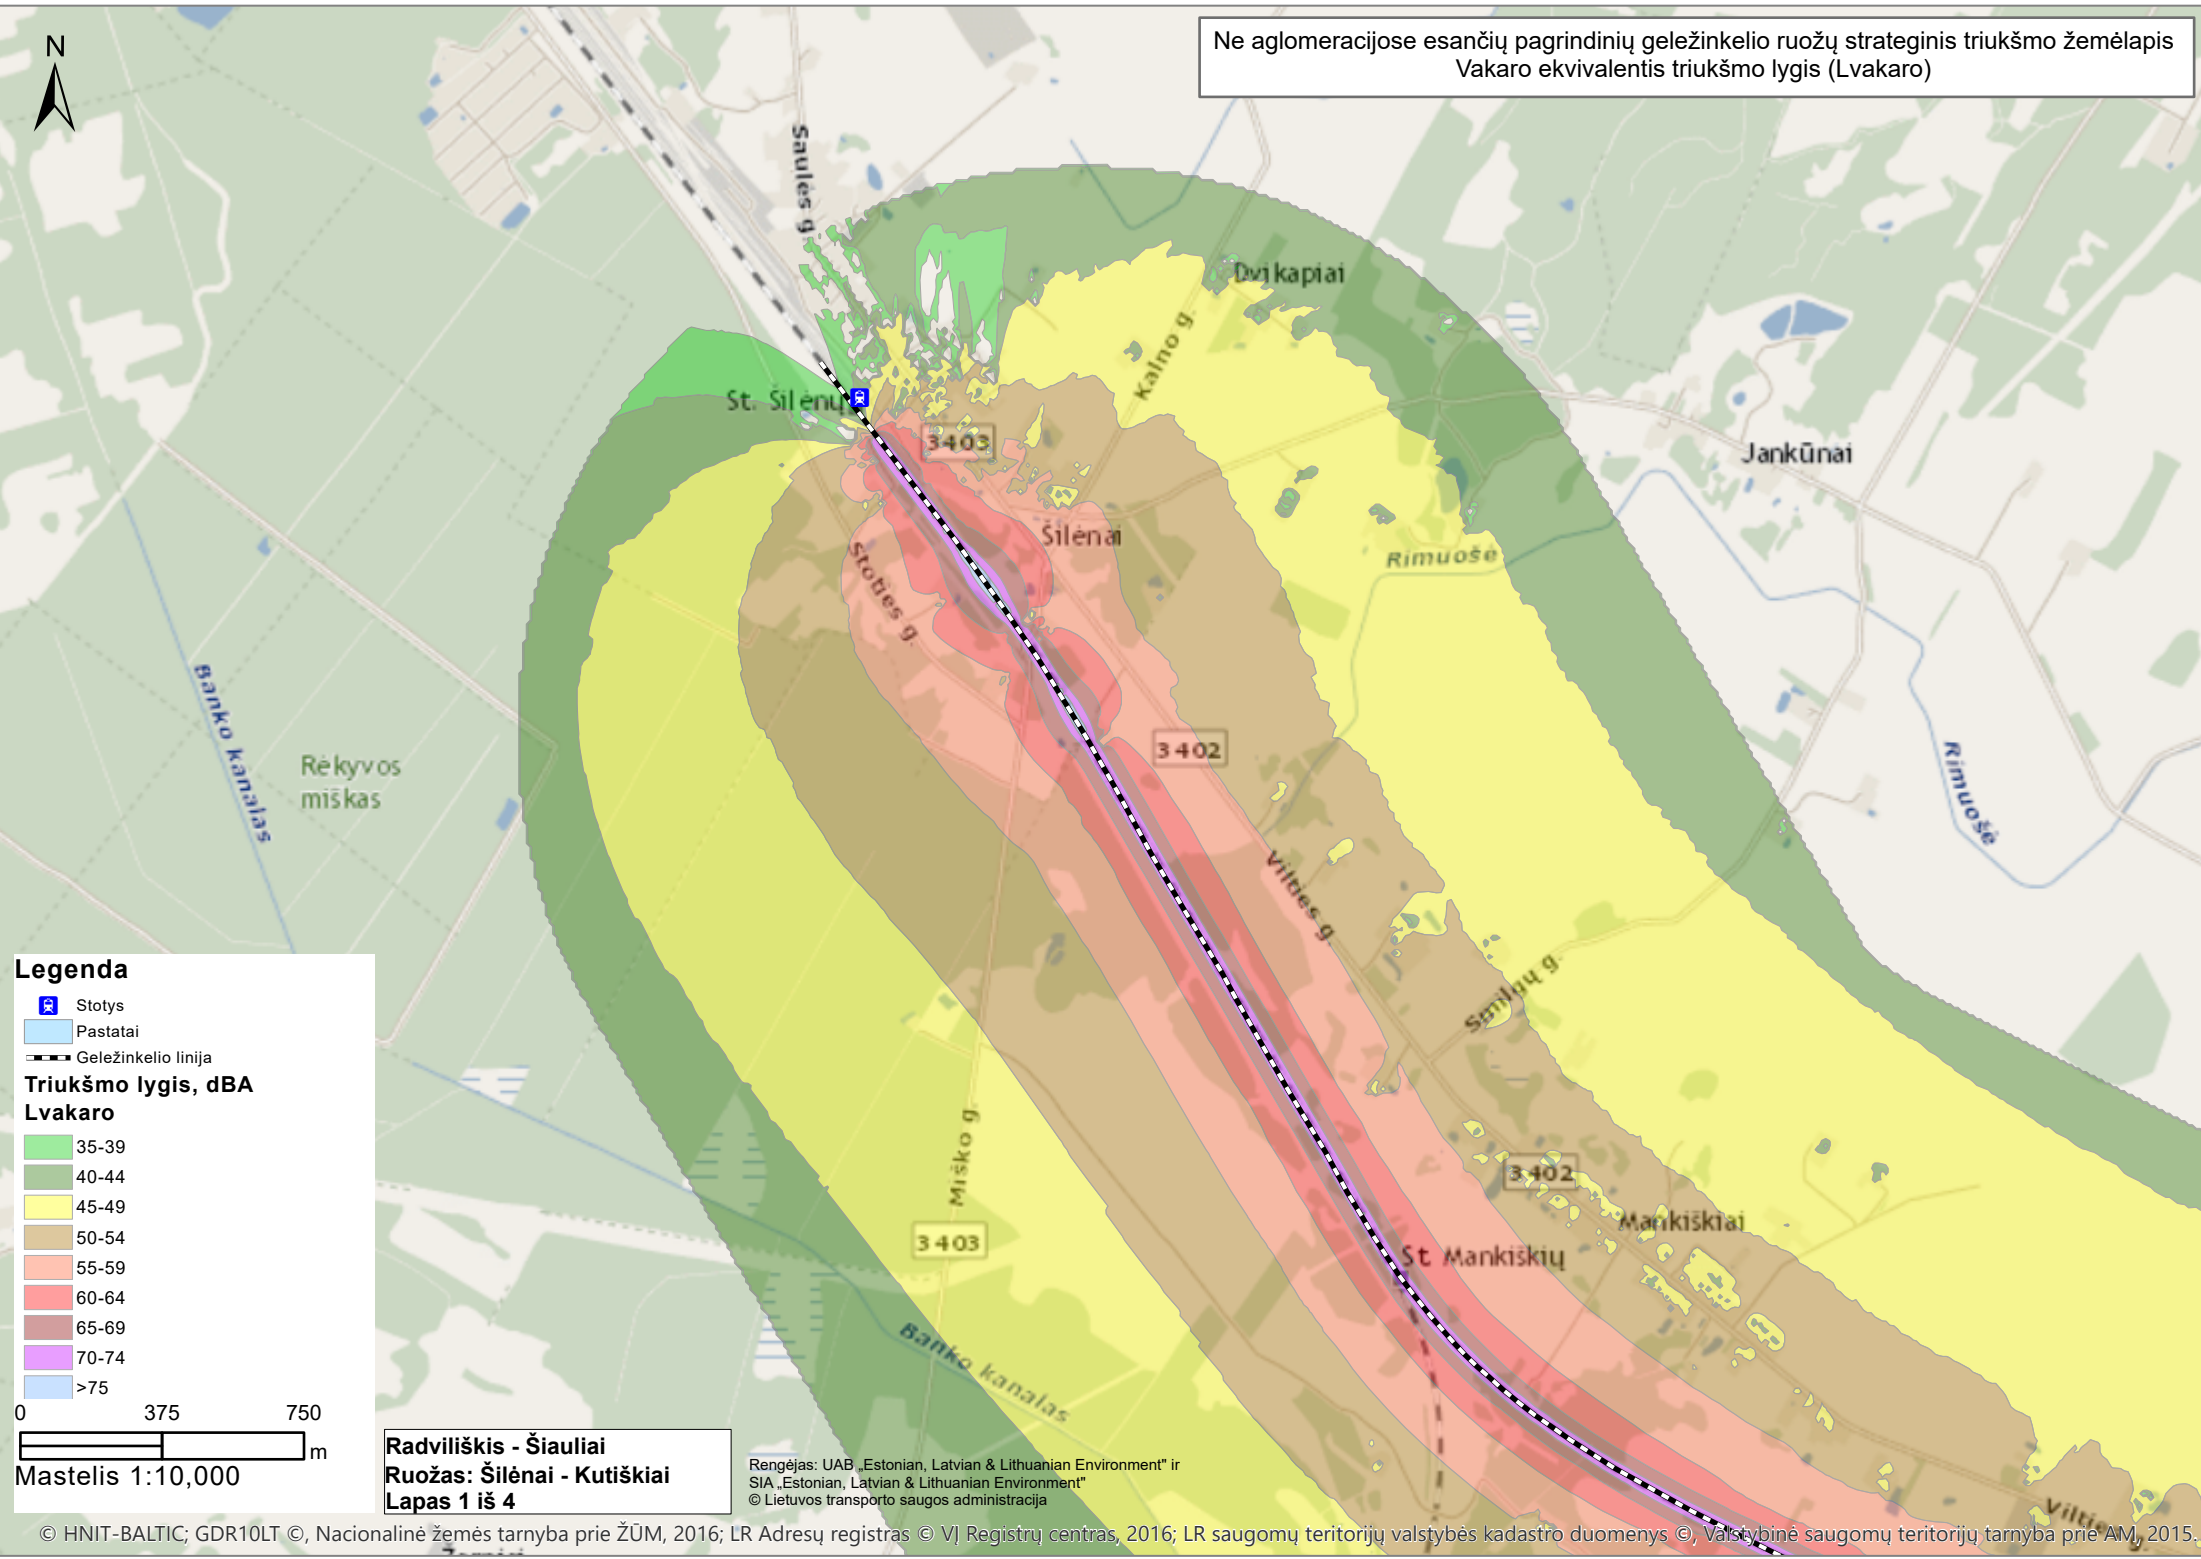 Ne aglomeracijose esančių pagrindinių geležinkelio ruožų strateginis triukšmo žemėlapis
Vakaro ekvivalentis triukšmo lygis (Lvakaro)
N
Saulės g.
Dvikapiai
Kalno g.
St. Šilėnų
3403
Jankūnai
Šilėnai
Rimuošė
Stoties g.
Banko kanalas
Rėkyvos
miškas
3402
Rimuošė
Vilties g.
Smilgų g.
Miško g.
3402
Mankiškiai
3403
St Mankiškių
Banko kanalas
Vilties g.
Legenda
Stotys
Pastatai
Geležinkelio linija
Triukšmo lygis, dBA
Lvakaro
35-39
40-44
45-49
50-54
55-59
60-64
65-69
70-74
>75
0 375 750
m
Mastelis 1:10,000
Radviliškis - Šiauliai
Ruožas: Šilėnai - Kutiškiai
Lapas 1 iš 4
Rengėjas: UAB „Estonian, Latvian & Lithuanian Environment" ir
SIA „Estonian, Latvian & Lithuanian Environment"
© Lietuvos transporto saugos administracija
© HNIT-BALTIC; GDR10LT ©, Nacionalinė žemės tarnyba prie ŽŪM, 2016; LR Adresų registras © VĮ Registrų centras, 2016; LR saugomų teritorijų valstybės kadastro duomenys ©, Valstybinė saugomų teritorijų tarnyba prie AM, 2015.